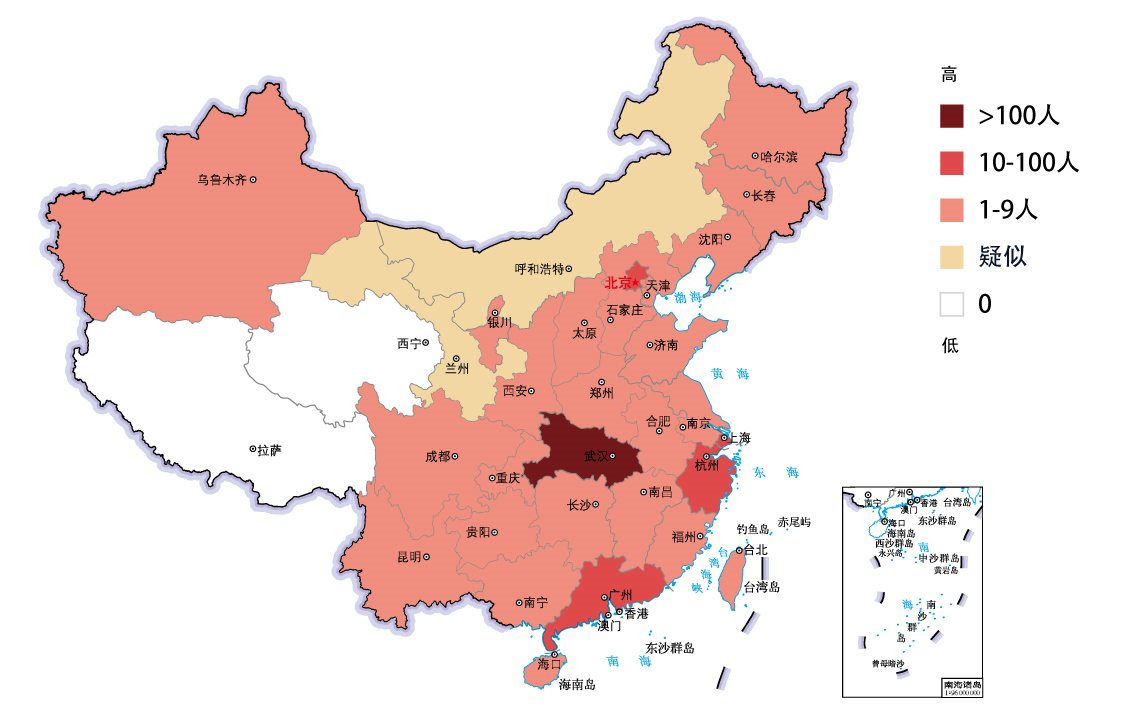 高
>100人
10-100人
1-9人
疑似
0
低
哈尔滨
乌鲁木齐
长春
沈阳
呼和浩特
北京
天津
渤海
石家庄
银川
太原
西宁
济南
兰州
黄 海
西安
郑州
合肥
南京
上海
拉萨
成都
武汉
杭州
东 海
重庆
南昌
长沙
钓鱼岛
赤尾屿
贵阳
福州
台北
昆明
台湾海峡
台湾岛
南宁
广州
香港
澳门
东沙群岛
海口
南 海
海南岛
南宁
广州
香港
台湾岛
澳门
海口
东沙群岛
海南岛
西沙群岛
南
永兴岛
中沙群岛
黄岩岛
海
南沙群岛
曾母暗沙
南海诸岛